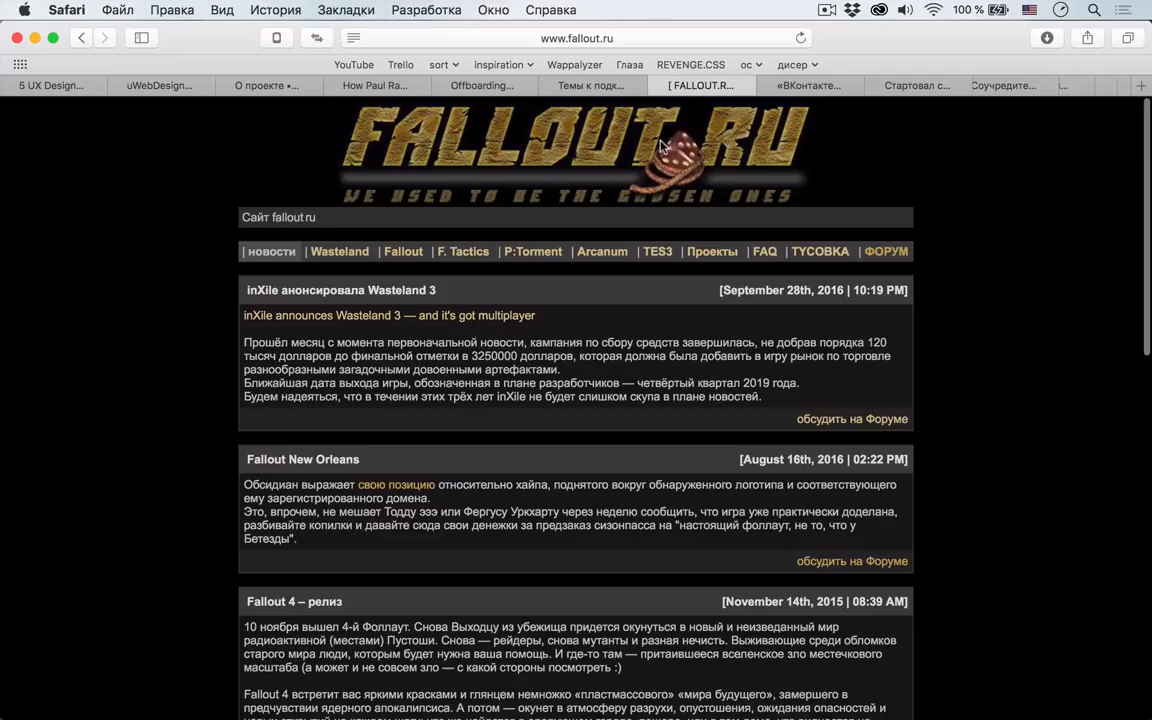 Safari Файл Правка Вид История Закладки Разработка Окно Справка 100 %
www.fallout.ru
YouTube Trello sort inspiration Wappalyzer Глаза REVENGE.CSS ос дисер
5 UX Design... uWebDesign... О проекте •... How Paul Ra... Offboarding... Темы к подк... [ FALLOUT.R... «ВКонтакте... Стартовал с... Соучредите...
FALLOUT.RU
WE USED TO BE THE CHOSEN ONES
Сайт fallout.ru
| новости | Wasteland | Fallout | F. Tactics | P:Torment | Arcanum | TES3 | Проекты | FAQ | TYCOBKA | ФОРУМ
inXile анонсировала Wasteland 3 [September 28th, 2016 | 10:19 PM]
inXile announces Wasteland 3 — and it's got multiplayer
Прошёл месяц с момента первоначальной новости, кампания по сбору средств завершилась, не добрав порядка 120
тысяч долларов до финальной отметки в 3250000 долларов, которая должна была добавить в игру рынок по торговле
разнообразными загадочными довоенными артефактами.
Ближайшая дата выхода игры, обозначенная в плане разработчиков — четвёртый квартал 2019 года.
Будем надеяться, что в течении этих трёх лет inXile не будет слишком скупа в плане новостей.
обсудить на Форуме
Fallout New Orleans [August 16th, 2016 | 02:22 PM]
Обсидиан выражает свою позицию относительно хайпа, поднятого вокруг обнаруженного логотипа и соответствующего
ему зарегистрированного домена.
Это, впрочем, не мешает Тодду эээ или Фергусу Уркхарту через неделю сообщить, что игра уже практически доделана,
разбивайте копилки и давайте сюда свои денежки за предзаказ сизонпасса на "настоящий фоллаут, не то, что у
Бетезды".
обсудить на Форуме
Fallout 4 – релиз [November 14th, 2015 | 08:39 AM]
10 ноября вышел 4-й Фоллаут. Снова Выходцу из убежища придется окунуться в новый и неизведанный мир
радиоактивной (местами) Пустоши. Снова — рейдеры, снова мутанты и разная нечисть. Выживающие среди обломков
старого мира люди, которым будет нужна ваша помощь. И где-то там — притаившееся вселенское зло местечкового
масштаба (а может и не совсем зло — с какой стороны посмотреть :)
Fallout 4 встретит вас яркими красками и глянцем немножко «пластмассового» «мира будущего», замершего в
предчувствии ядерного апокалипсиса. А потом — окунет в атмосферу разрухи, опустошения, ожидания опасностей и